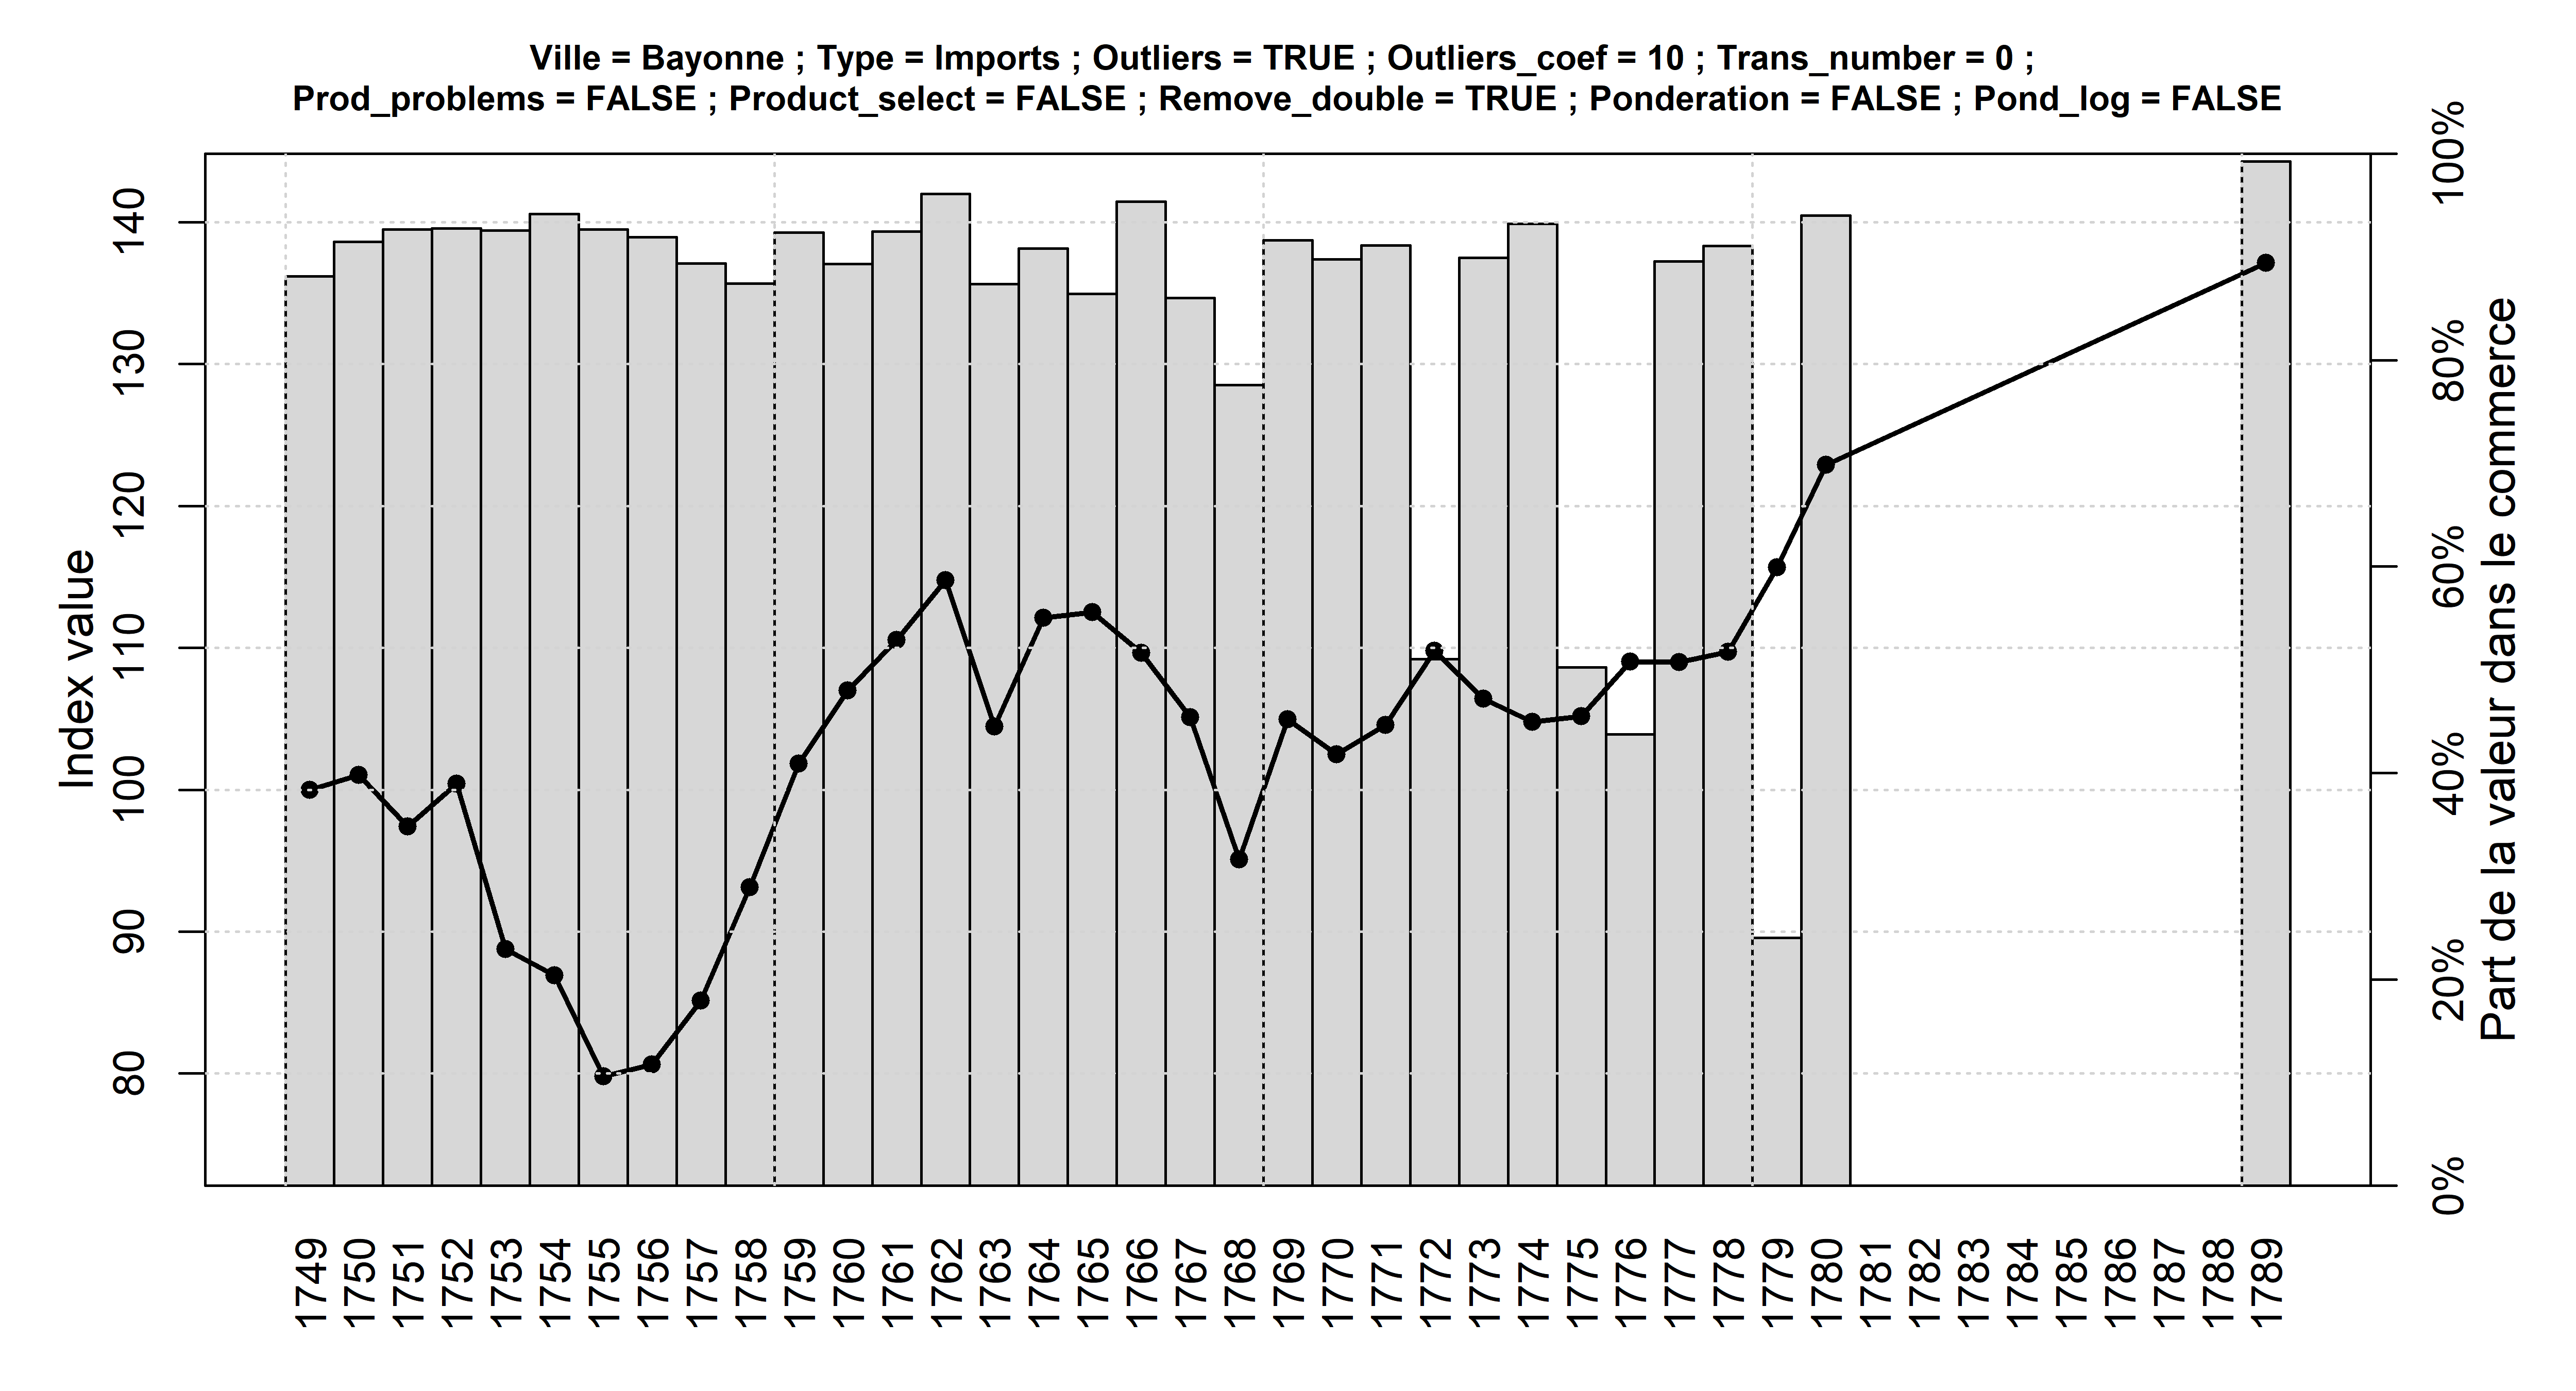 Ville = Bayonne ; Type = Imports ; Outliers = TRUE ; Outliers_coef = 10 ; Trans_number = 0 ;
Prod_problems = FALSE ; Product_select = FALSE ; Remove_double = TRUE ; Ponderation = FALSE ; Pond_log = FALSE
Index value
140
130
120
110
100
90
80
100%
80%
60%
40%
20%
0%
Part de la valeur dans le commerce
1749 1750 1751 1752 1753 1754 1755 1756 1757 1758 1759 1760 1761 1762 1763 1764 1765 1766 1767 1768 1769 1770 1771 1772 1773 1774 1775 1776 1777 1778 1779 1780 1781 1782 1783 1784 1785 1786 1787 1788 1789